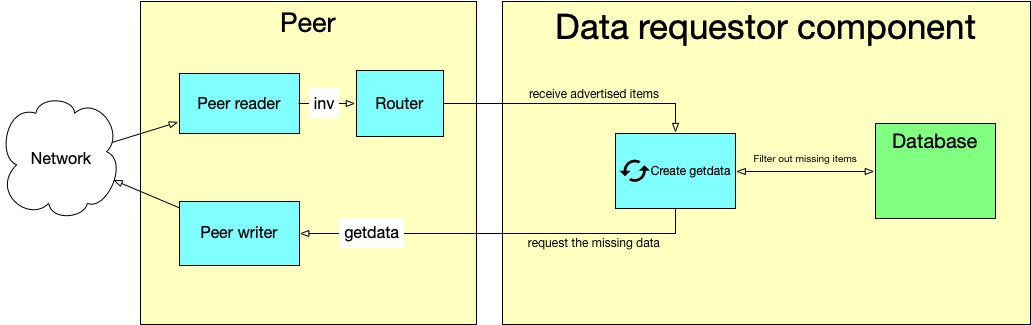 Peer
Data requestor component
Peer reader
inv
Router
receive advertised items
Network
Create getdata
Filter out missing items
Database
Peer writer
getdata
request the missing data